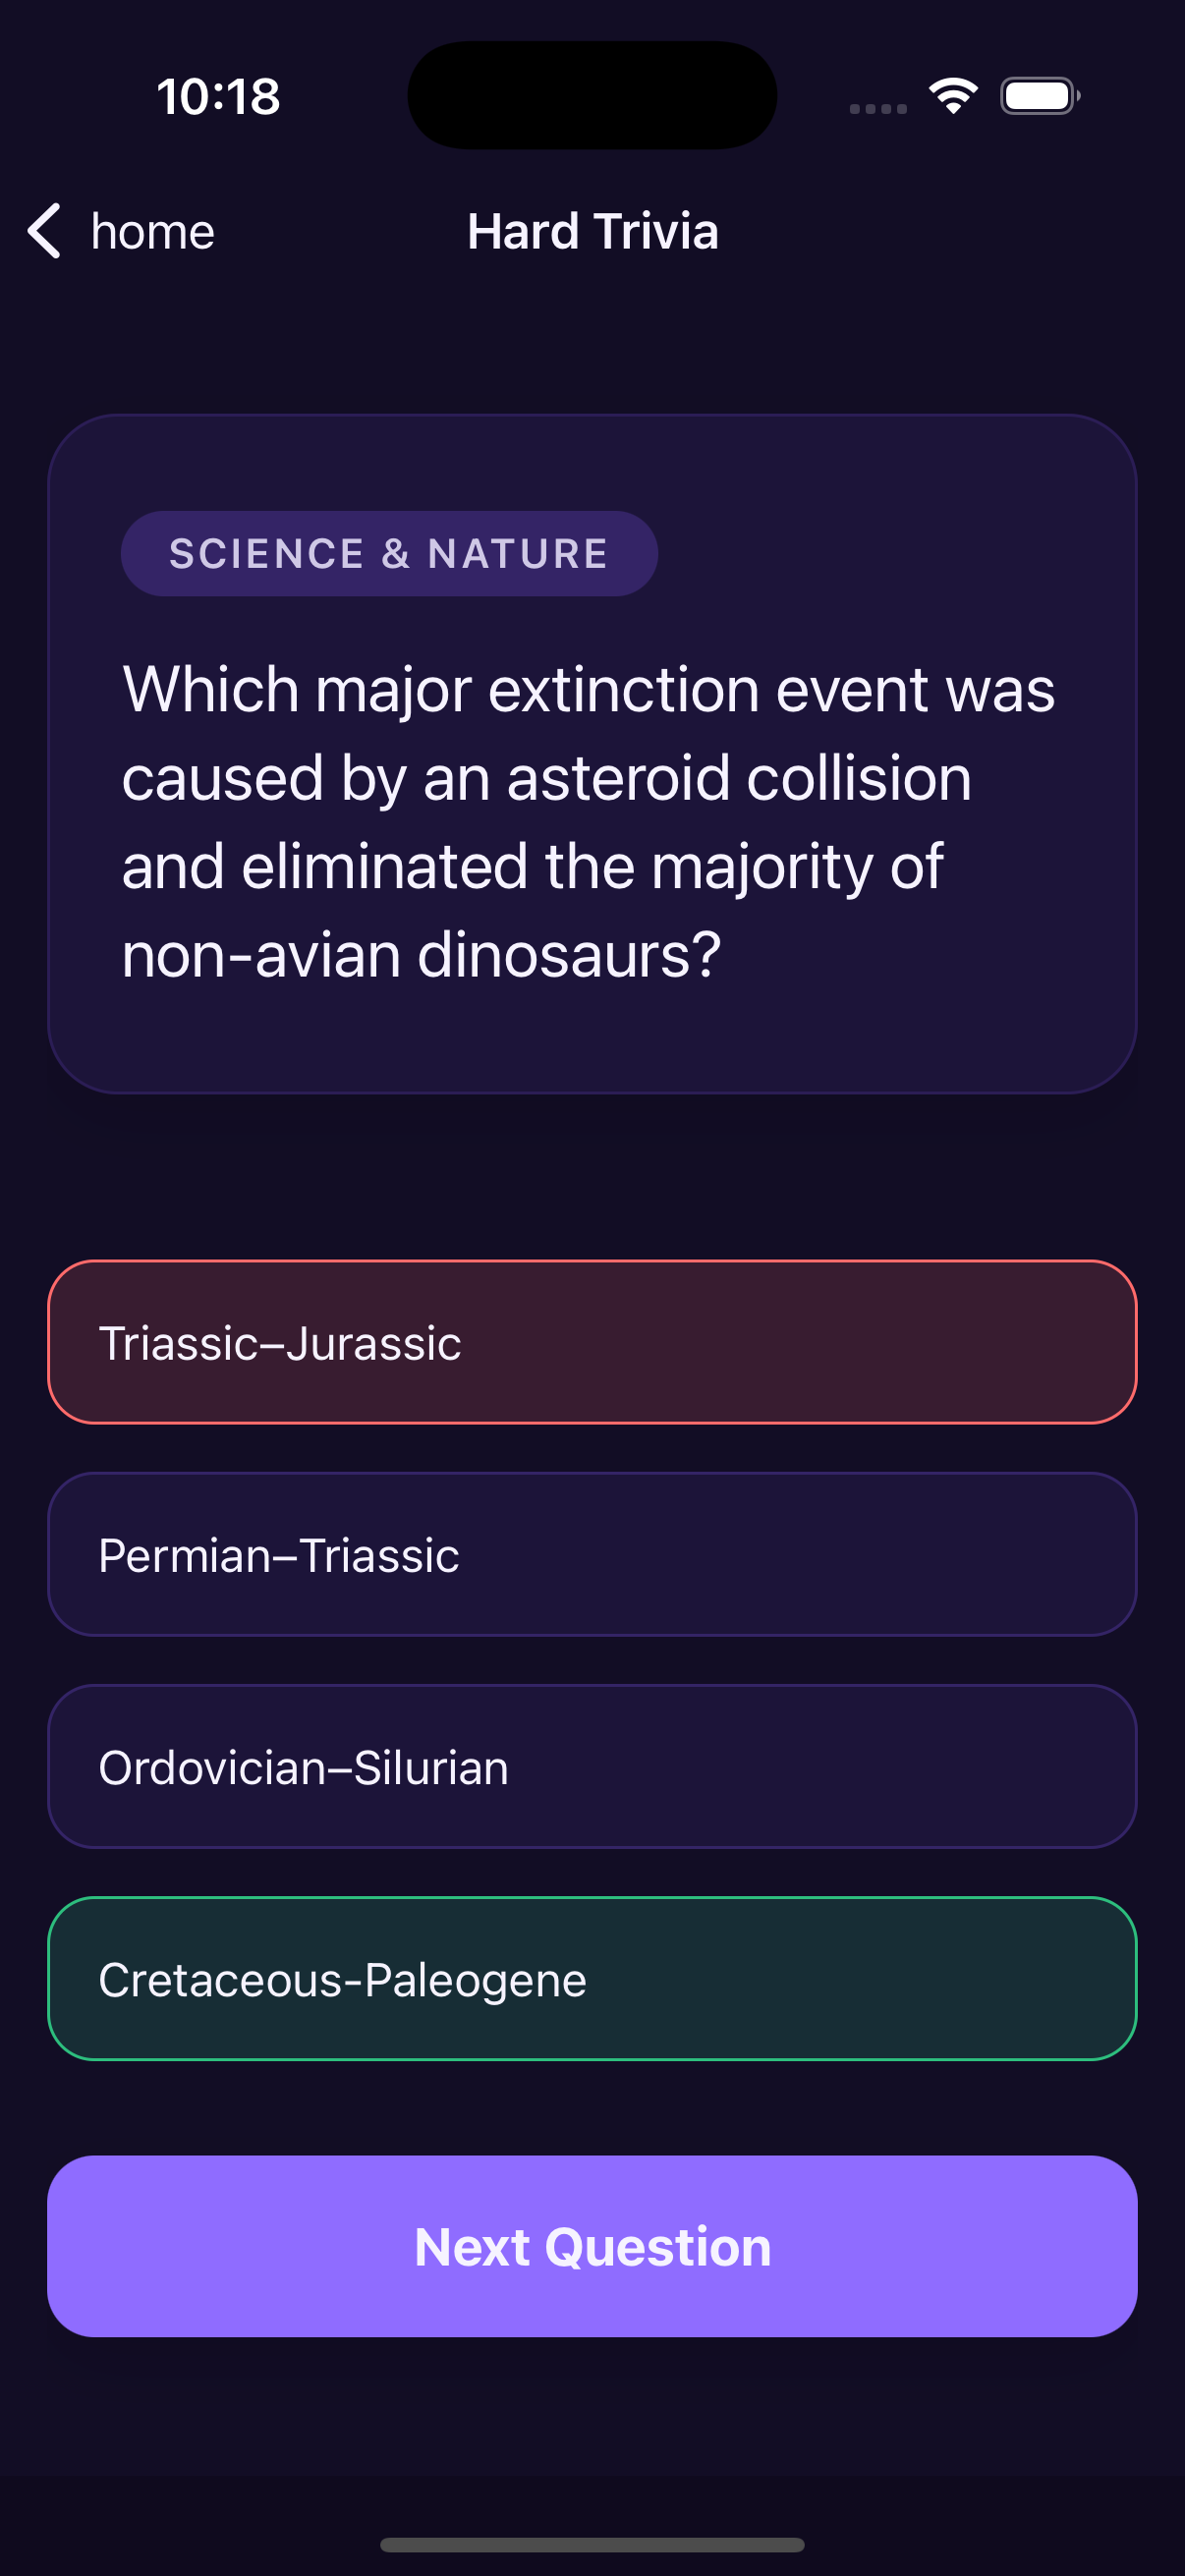 10:18
home
Hard Trivia
SCIENCE & NATURE
Which major extinction event was
caused by an asteroid collision
and eliminated the majority of
non-avian dinosaurs?
Triassic–Jurassic
Permian–Triassic
Ordovician–Silurian
Cretaceous-Paleogene
Next Question